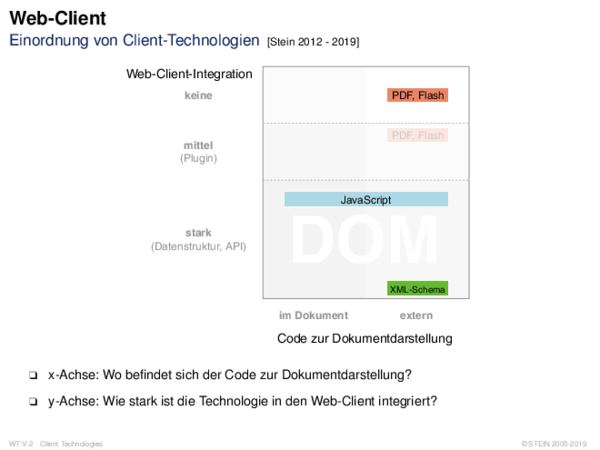 Web-Client
Einordnung von Client-Technologien [Stein 2012 - 2019]
Web-Client-Integration
keine
PDF, Flash
PDF, Flash
mittel
(Plugin)
JavaScript
DOM
stark
(Datenstruktur, API)
XML-Schema
im Dokument extern
Code zur Dokumentdarstellung
❑ x-Achse: Wo befindet sich der Code zur Dokumentdarstellung?
❑ y-Achse: Wie stark ist die Technologie in den Web-Client integriert?
WT:V-2 Client Technologies © STEIN 2005-2019